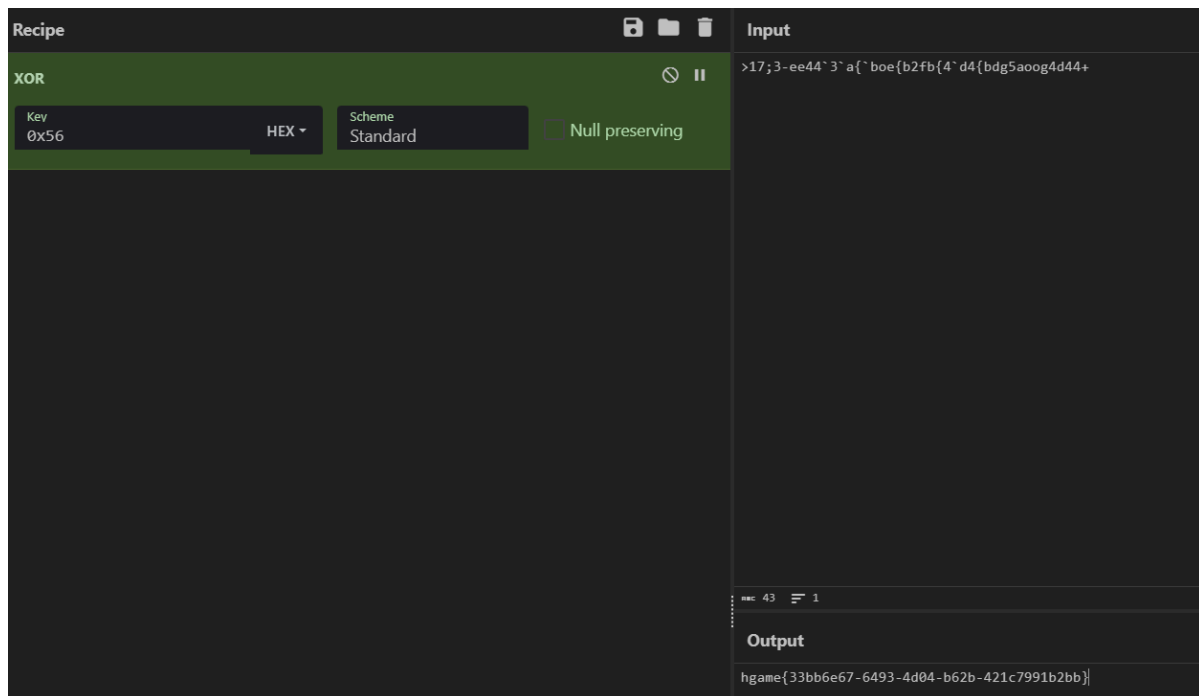 Recipe
XOR
Key
0x56
HEX
Scheme
Standard
Null preserving
Input
>17;3-ee44`3`a{`boe{b2fb{4`d4{bdg5aoog4d44+
43
1
Output
hgame{33bb6e67-6493-4d04-b62b-421c7991b2bb}